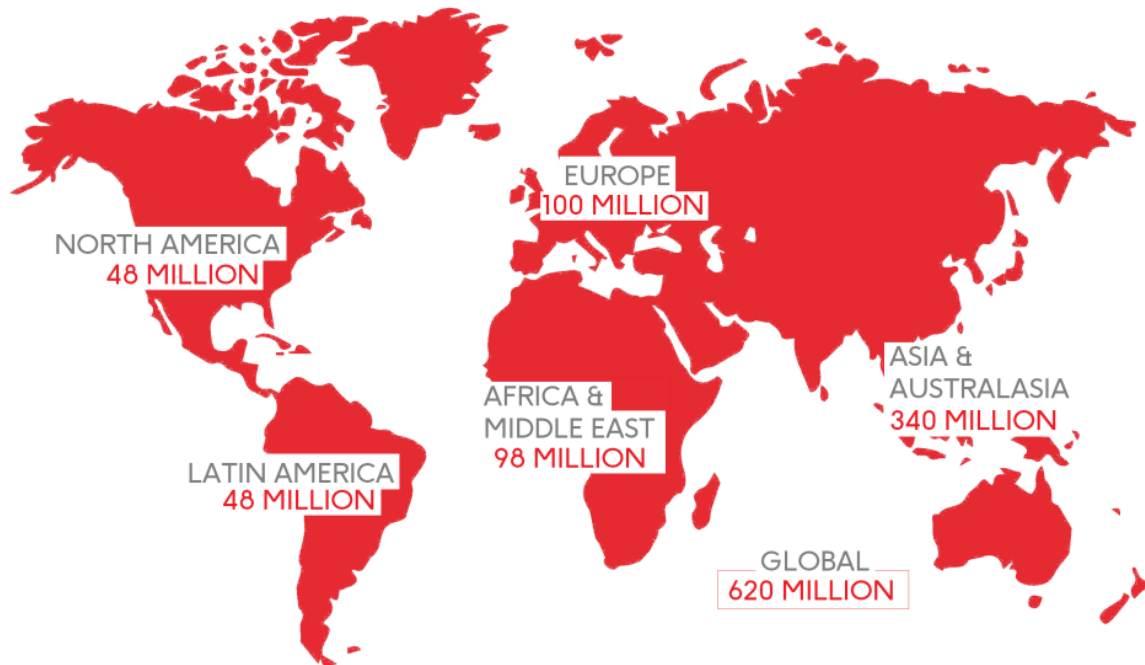 EUROPE
100 MILLION
NORTH AMERICA
48 MILLION
ASIA &
AUSTRALASIA
340 MILLION
AFRICA &
MIDDLE EAST
98 MILLION
LATIN AMERICA
48 MILLION
GLOBAL
620 MILLION